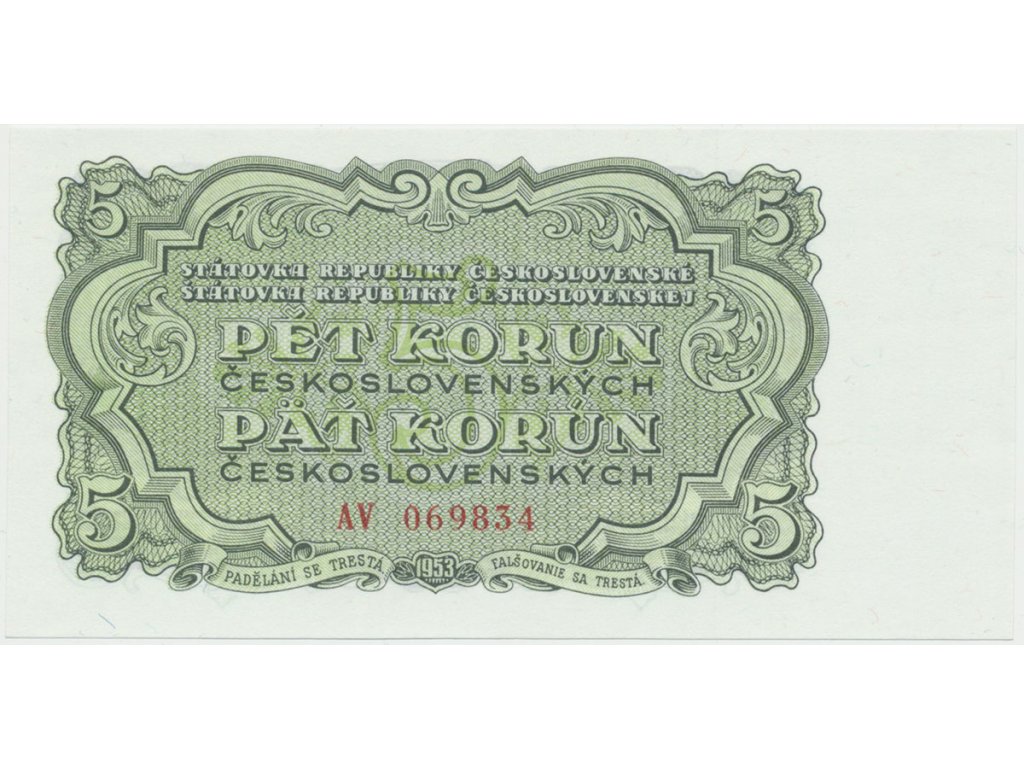 5 5
STÁTOVKA REPUBLIKY ČESKOSLOVENSKÉ
ŠTÁTOVKA REPUBLIKY ČESKOSLOVENSKEJ
PĚT KORUN
ČESKOSLOVENSKÝCH
PÄŤ KORÚN
ČESKOSLOVENSKÝCH
5 5
AV 069834
PADĚLÁNÍ SE TRESTÁ 1953 FALŠOVANIE SA TRESTÁ